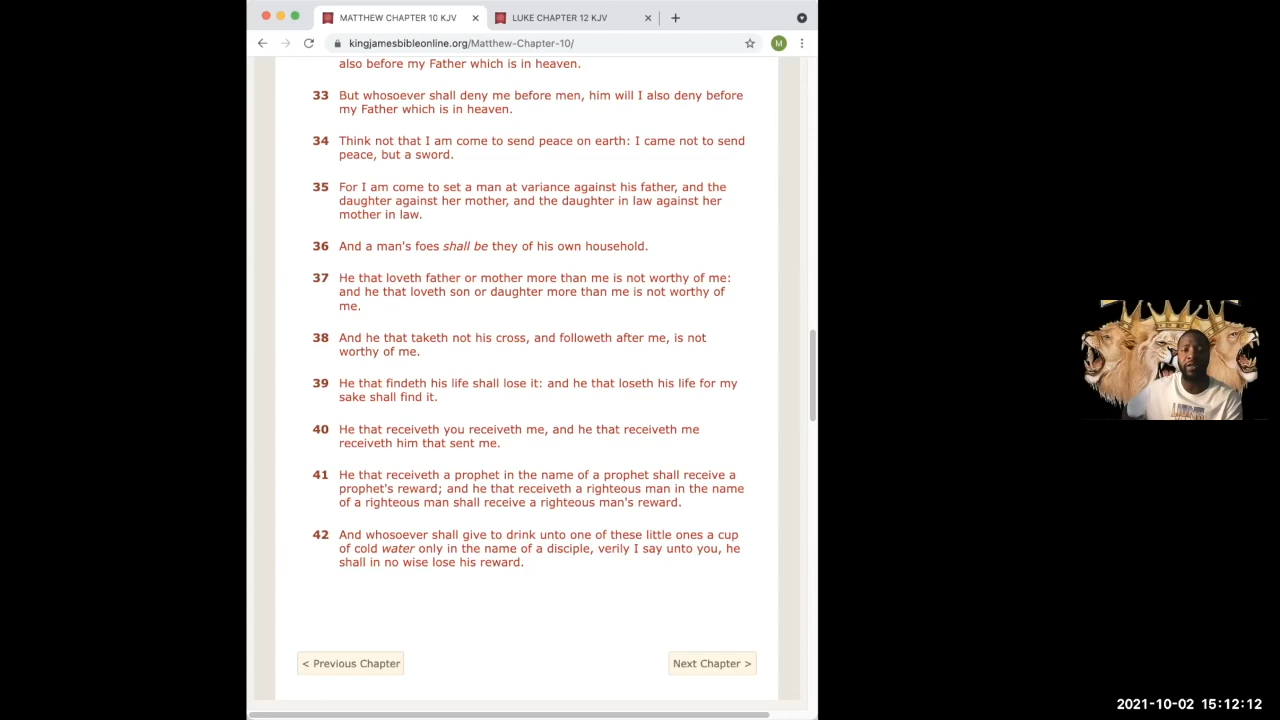 MATTHEW CHAPTER 10 KJV
LUKE CHAPTER 12 KJV
kingjamesbibleonline.org/Matthew-Chapter-10/
M
also before my Father which is in heaven.
33 But whosoever shall deny me before men, him will I also deny before
my Father which is in heaven.
34 Think not that I am come to send peace on earth: I came not to send
peace, but a sword.
35 For I am come to set a man at variance against his father, and the
daughter against her mother, and the daughter in law against her
mother in law.
36 And a man's foes shall be they of his own household.
37 He that loveth father or mother more than me is not worthy of me:
and he that loveth son or daughter more than me is not worthy of
me.
38 And he that taketh not his cross, and followeth after me, is not
worthy of me.
39 He that findeth his life shall lose it: and he that loseth his life for my
sake shall find it.
40 He that receiveth you receiveth me, and he that receiveth me
receiveth him that sent me.
41 He that receiveth a prophet in the name of a prophet shall receive a
prophet's reward; and he that receiveth a righteous man in the name
of a righteous man shall receive a righteous man's reward.
42 And whosoever shall give to drink unto one of these little ones a cup
of cold water only in the name of a disciple, verily I say unto you, he
shall in no wise lose his reward.
< Previous Chapter
Next Chapter >
2021-10-02 15:12:12